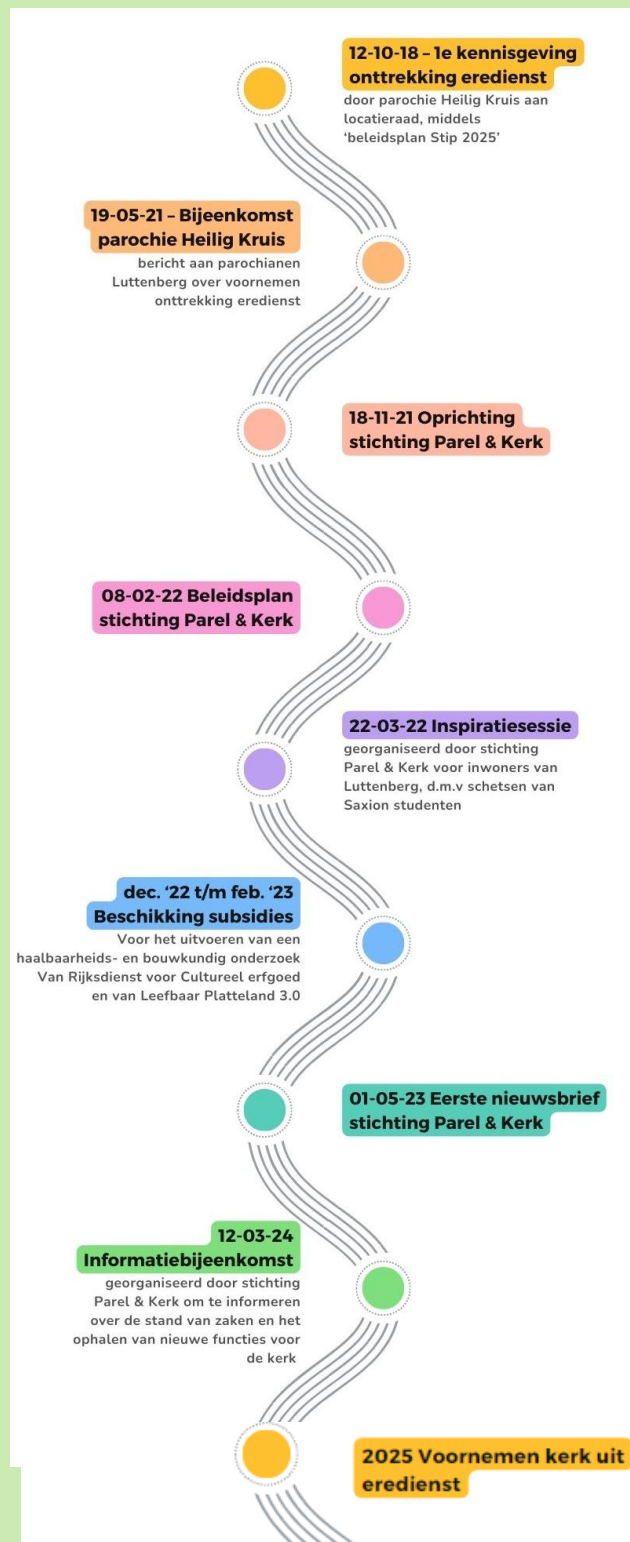 12-10-18 – 1e kennisgeving
onttrekking eredienst
door parochie Heilig Kruis aan
locatieraad, middels
‘beleidsplan Stip 2025’
19-05-21 – Bijeenkomst
parochie Heilig Kruis
bericht aan parochianen
Luttenberg over voornemen
onttrekking eredienst
18-11-21 Oprichting
stichting Parel & Kerk
08-02-22 Beleidsplan
stichting Parel & Kerk
22-03-22 Inspiratiesessie
georganiseerd door stichting
Parel & Kerk voor inwoners van
Luttenberg, d.m.v schetsen van
Saxion studenten
dec. ‘22 t/m feb. ‘23
Beschikking subsidies
Voor het uitvoeren van een
haalbaarheids- en bouwkundig onderzoek
Van Rijksdienst voor Cultureel erfgoed
en van Leefbaar Platteland 3.0
01-05-23 Eerste nieuwsbrief
stichting Parel & Kerk
12-03-24
Informatiebijeenkomst
georganiseerd door stichting
Parel & Kerk om te informeren
over de stand van zaken en het
ophalen van nieuwe functies voor
de kerk
2025 Voornemen kerk uit
eredienst